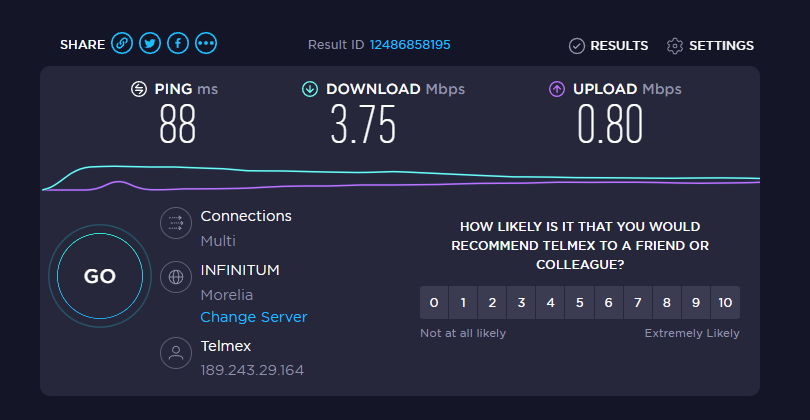 SHARE
Result ID 12486858195
RESULTS
SETTINGS
PING ms
88
DOWNLOAD Mbps
3.75
UPLOAD Mbps
0.80
GO
Connections
Multi
INFINITUM
Morelia
Change Server
Telmex
189.243.29.164
HOW LIKELY IS IT THAT YOU WOULD
RECOMMEND TELMEX TO A FRIEND OR
COLLEAGUE?
0 1 2 3 4 5 6 7 8 9 10
Not at all likely
Extremely Likely